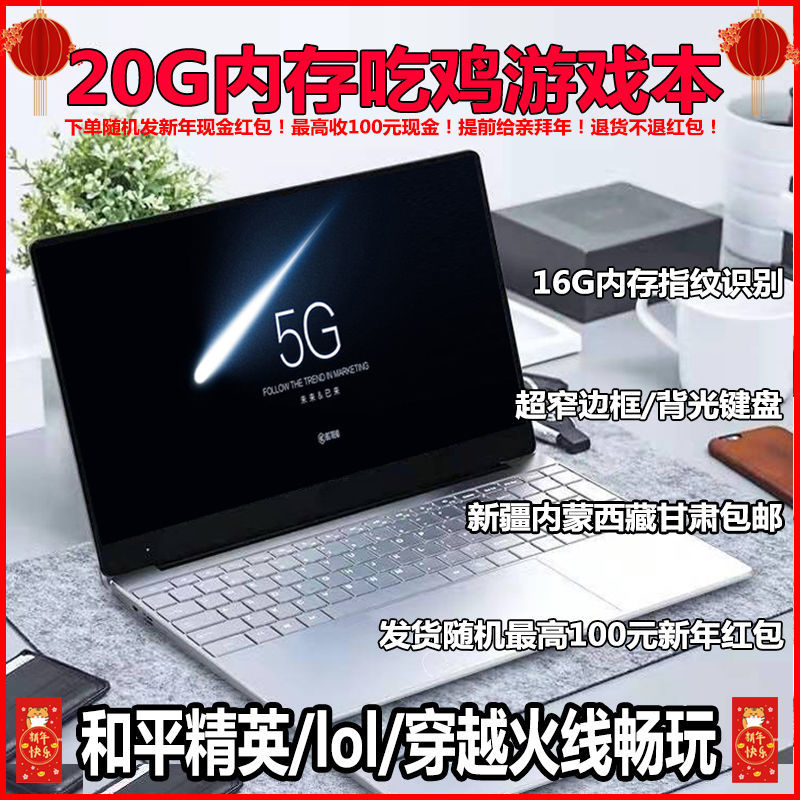 20G内存吃鸡游戏本
下单随机发新年现金红包！最高收100元现金！提前给亲拜年！退货不退红包！
16G内存指纹识别
5G
FOLLOW THE TREND IN MARKETING
未来&已来
超窄边框/背光键盘
新疆内蒙西藏甘肃包邮
发货随机最高100元新年红包
和平精英/lol/穿越火线畅玩
新年
快乐
新年
快乐